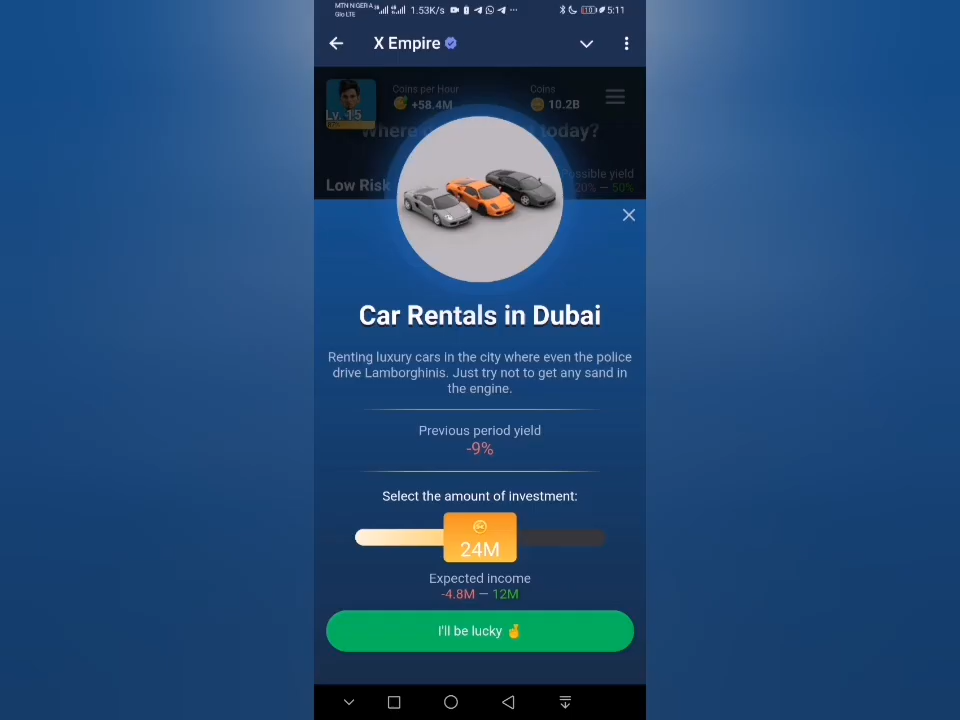 MTN NIGERIA
Glo LTE
1.53K/s
5:11
X Empire
Coins per Hour
Coins
Lv. 15
+58.4M
10.2B
Where
today?
Low Risk
Possible yield
20% — 50%
Car Rentals in Dubai
Renting luxury cars in the city where even the police
drive Lamborghinis. Just try not to get any sand in
the engine.
Previous period yield
-9%
Select the amount of investment:
24M
Expected income
-4.8M — 12M
I'll be lucky 🤞